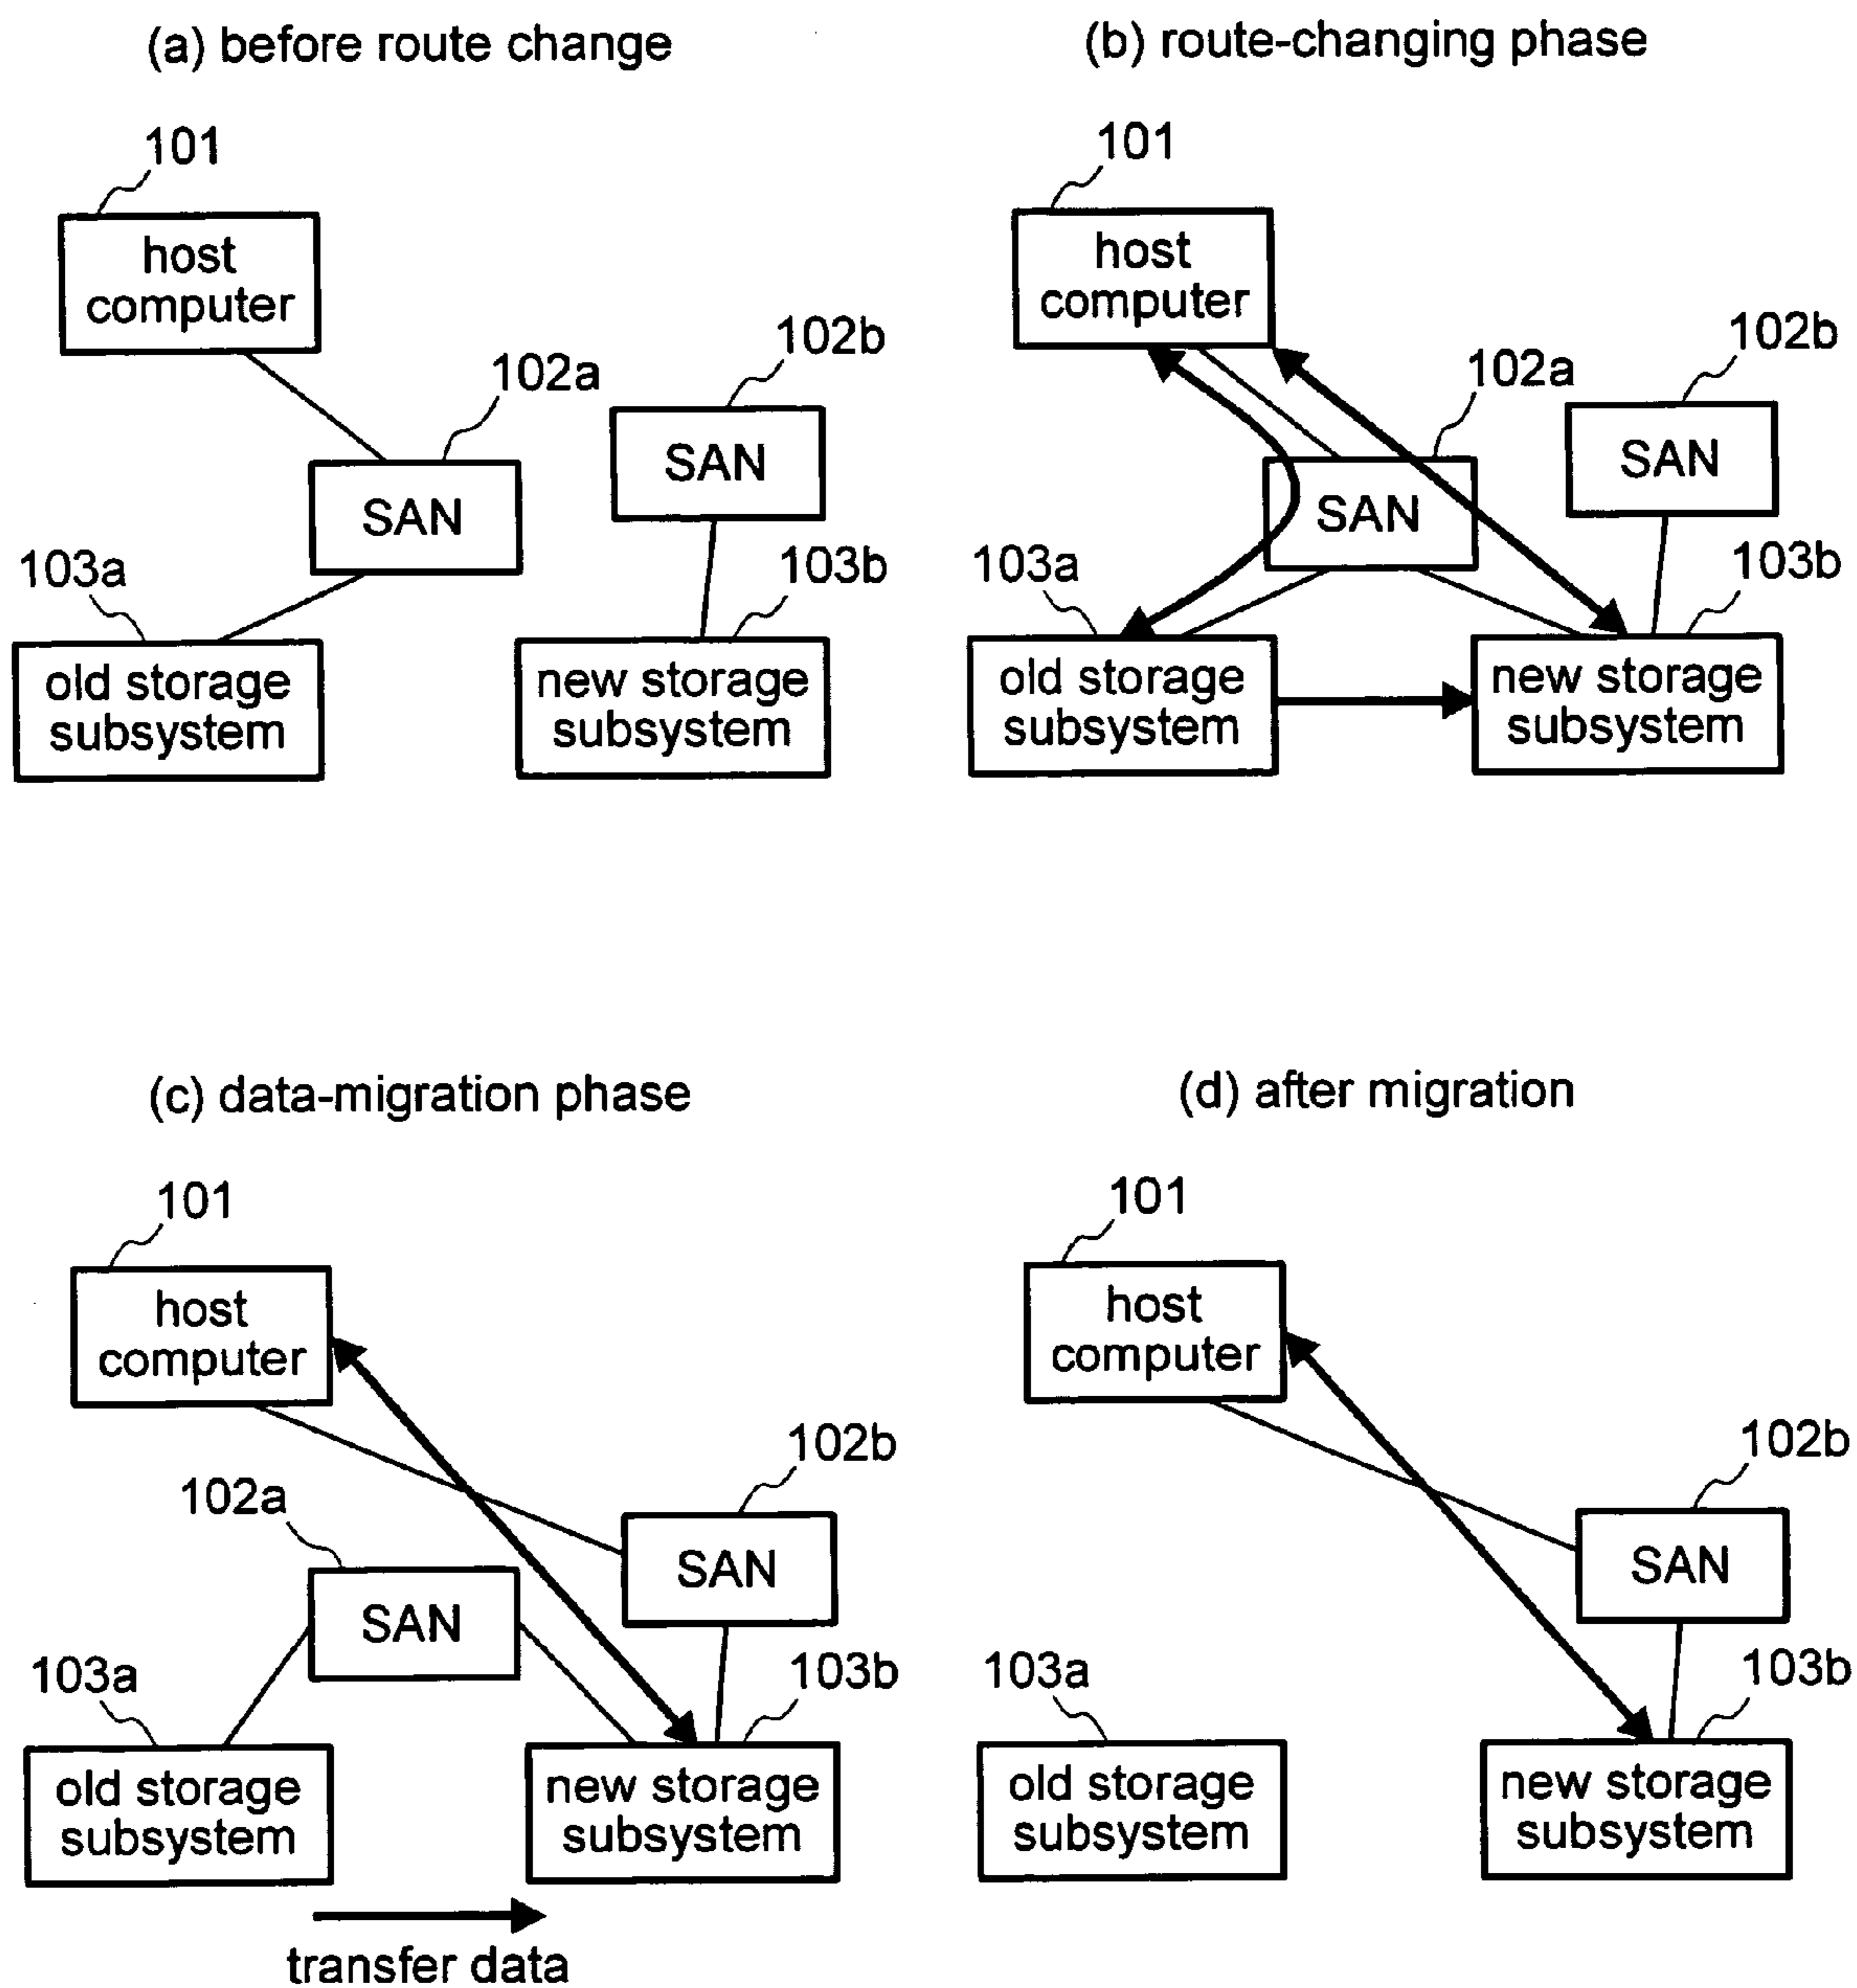 (a) before route change
101
host
computer
102b
102a
SAN
SAN
103a
103b
old storage
subsystem
new storage
subsystem
(b) route-changing phase
101
host
computer
102b
102a
SAN
SAN
103a
103b
old storage
subsystem
new storage
subsystem
(c) data-migration phase
101
host
computer
102b
102a
SAN
SAN
103a
103b
old storage
subsystem
new storage
subsystem
transfer data
(d) after migration
101
host
computer
102b
SAN
103a
103b
old storage
subsystem
new storage
subsystem